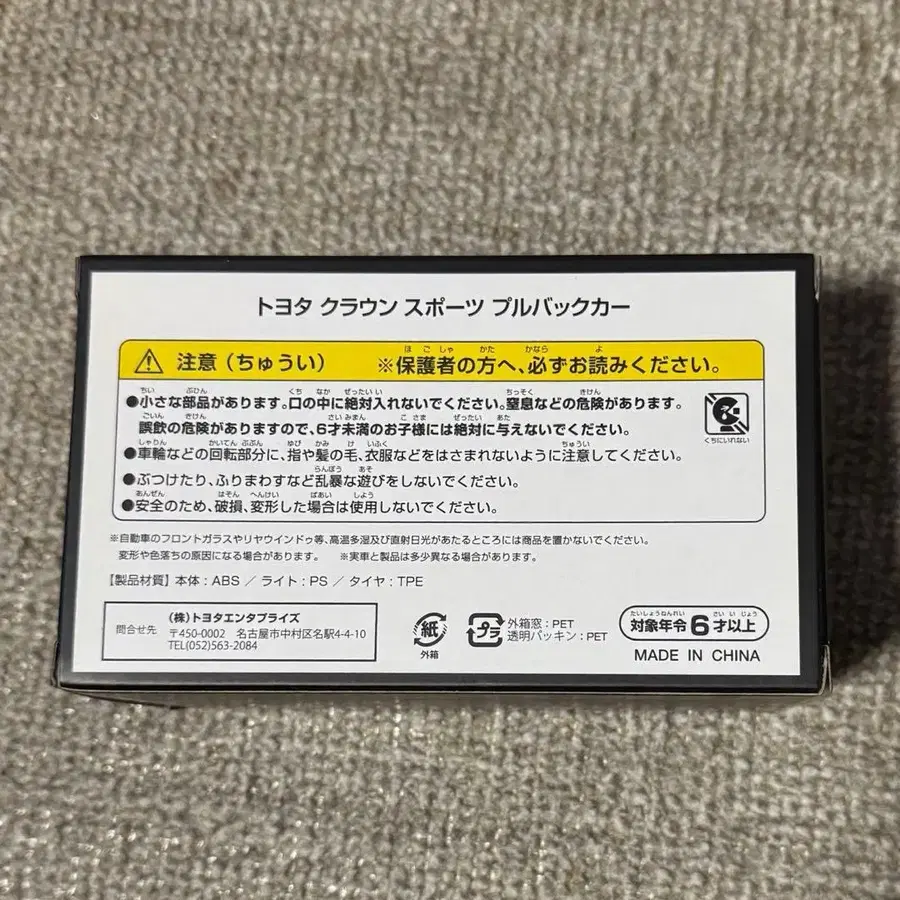 トヨタ クラウン スポーツ プルバックカー
注意（ちゅうい） ※保護者の方へ、必ずお読みください。
●小さな部品があります。口の中に絶対入れないでください。窒息などの危険があります。
誤飲の危険がありますので、6才未満のお子様には絶対に与えないでください。
●車輪などの回転部分に、指や髪の毛、衣服などをはさまれないように注意してください。
●ぶつけたり、ふりまわすなど乱暴な遊びをしないでください。
●安全のため、破損、変形した場合は使用しないでください。
くちにいれない
※自動車のフロントガラスやリヤウインドゥ等、高温多湿及び直射日光があたるところには商品を置かないでください。
変形や色落ちの原因になる場合があります。 ※実車と製品は多少異なる場合があります。
【製品材質】本体：ABS ／ ライト：PS ／ タイヤ：TPE
問合せ先
（株）トヨタエンタプライズ
〒450-0002 名古屋市中村区名駅4-4-10
TEL(052)563-2084
紙
外箱
プラ
外箱窓：PET
透明パッキン：PET
たいしょうねんれい さい い じょう
対象年令 6才以上
MADE IN CHINA